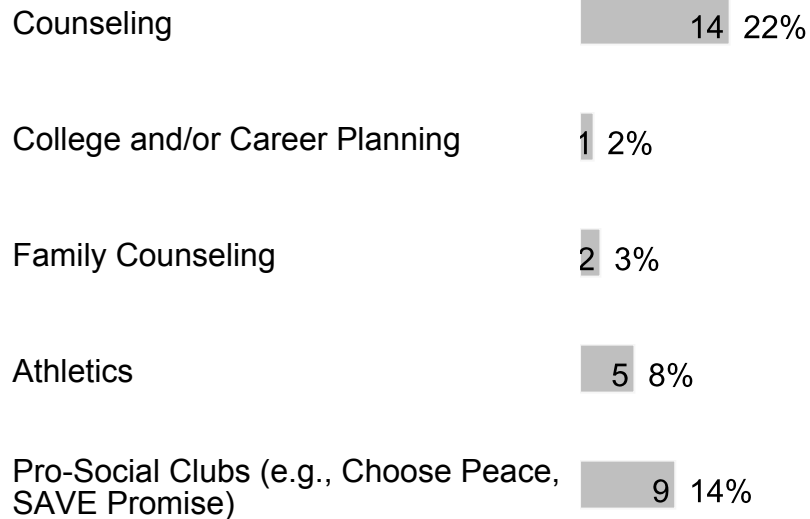 Counseling 14 22%
College and/or Career Planning 1 2%
Family Counseling 2 3%
Athletics 5 8%
Pro-Social Clubs (e.g., Choose Peace,
SAVE Promise) 9 14%